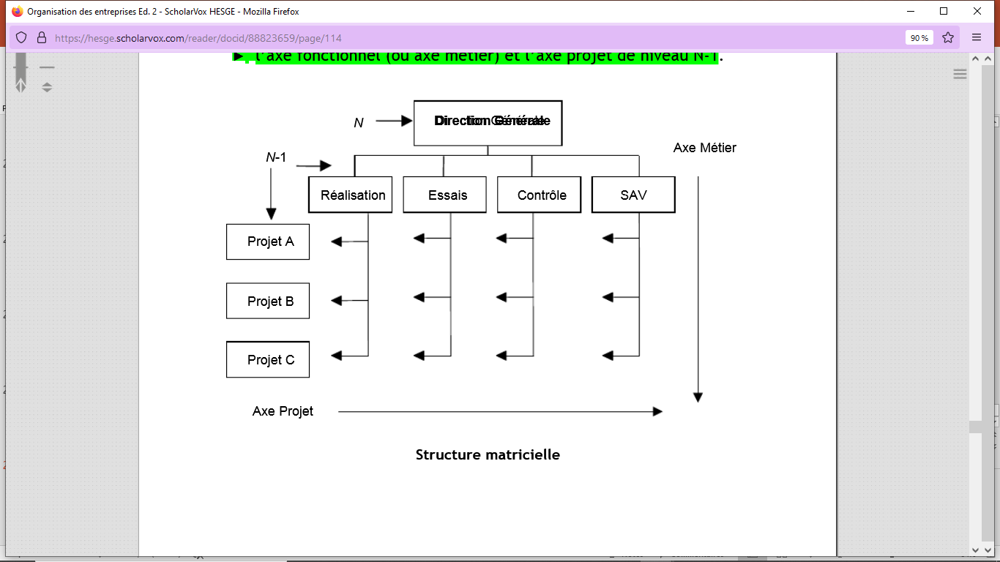 Organisation des entreprises Ed. 2 - ScholarVox HESGE - Mozilla Firefox
https://hesge.scholarvox.com/reader/docid/88823659/page/114
90 %
► l'axe fonctionnel (ou axe métier) et l'axe projet de niveau N-1.
N
Direction Générale
Axe Métier
N-1
Réalisation
Essais
Contrôle
SAV
Projet A
Projet B
Projet C
Axe Projet
Structure matricielle